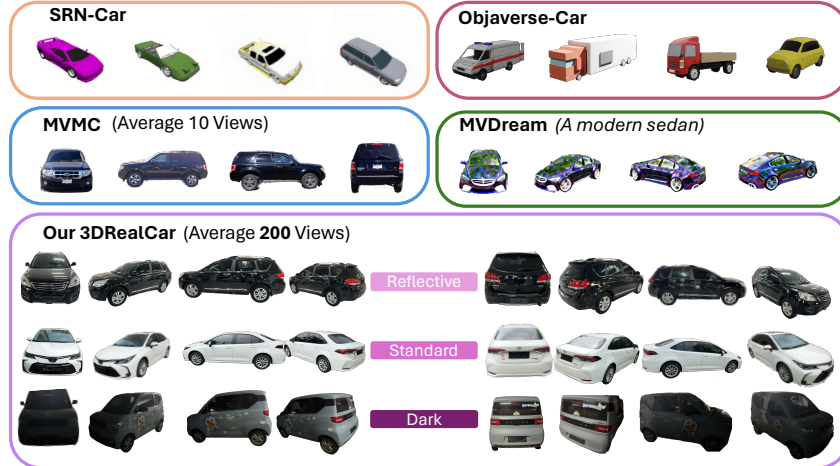 SRN-Car
Objaverse-Car
MVMC (Average 10 Views)
MVDream (A modern sedan)
Our 3DRealCar (Average 200 Views)
Reflective
Standard
Dark